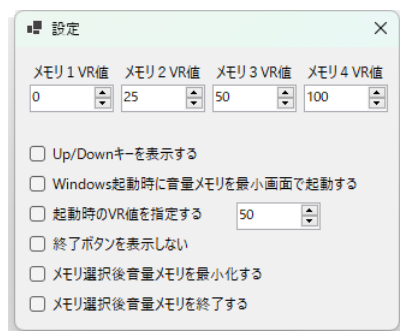 設定
メモリ1 VR値 メモリ2 VR値 メモリ3 VR値 メモリ4 VR値
0 25 50 100
Up/Downキーを表示する
Windows起動時に音量メモリを最小画面で起動する
起動時のVR値を指定する 50
終了ボタンを表示しない
メモリ選択後音量メモリを最小化する
メモリ選択後音量メモリを終了する